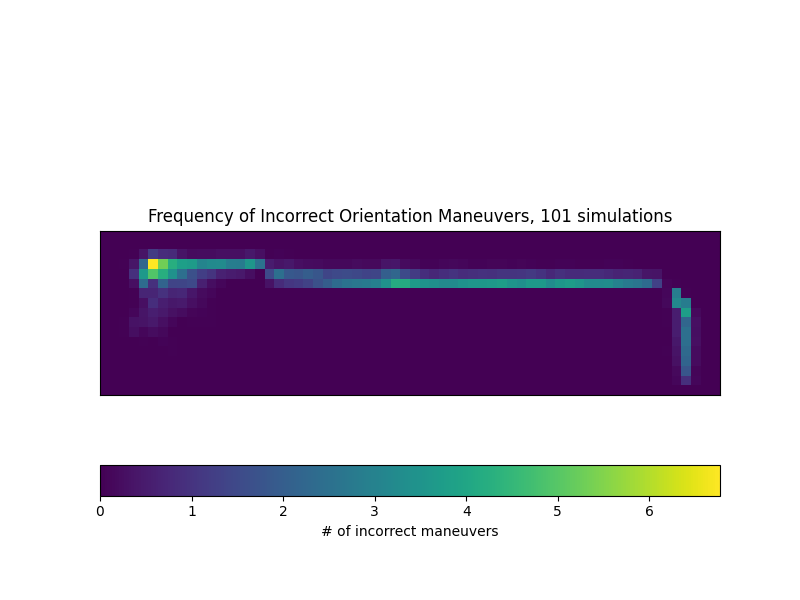 Frequency of Incorrect Orientation Maneuvers, 101 simulations
0 1 2 3 4 5 6
# of incorrect maneuvers